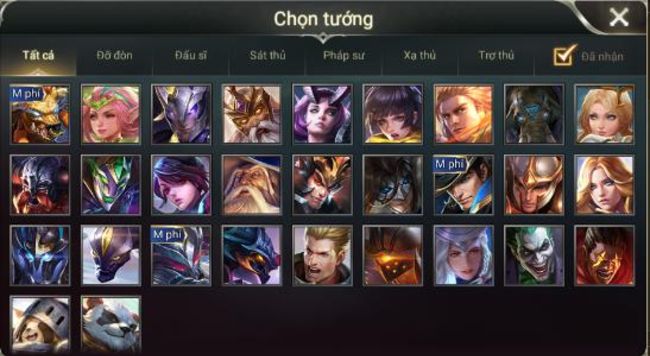 Chọn tướng
Tất cả Đỡ đòn Đấu sĩ Sát thủ Pháp sư Xạ thủ Trợ thủ Đã nhận
M phí
M phí
M phí